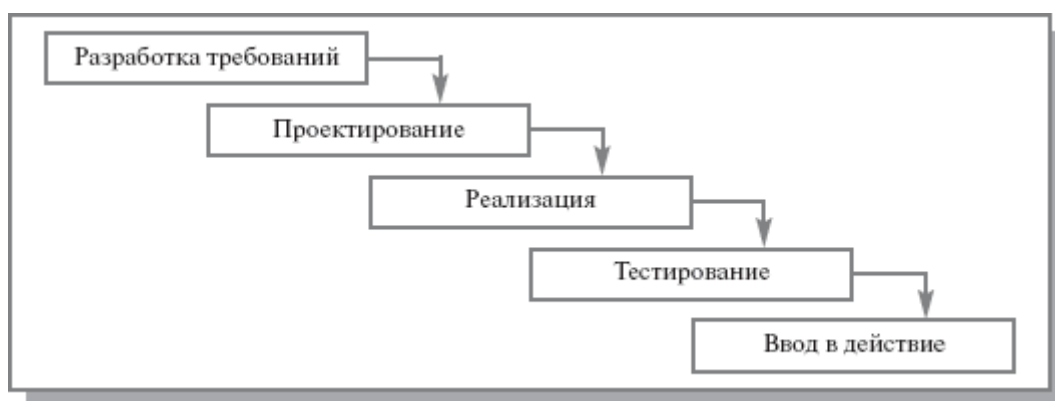 Разработка требований
Проектирование
Реализация
Тестирование
Ввод в действие